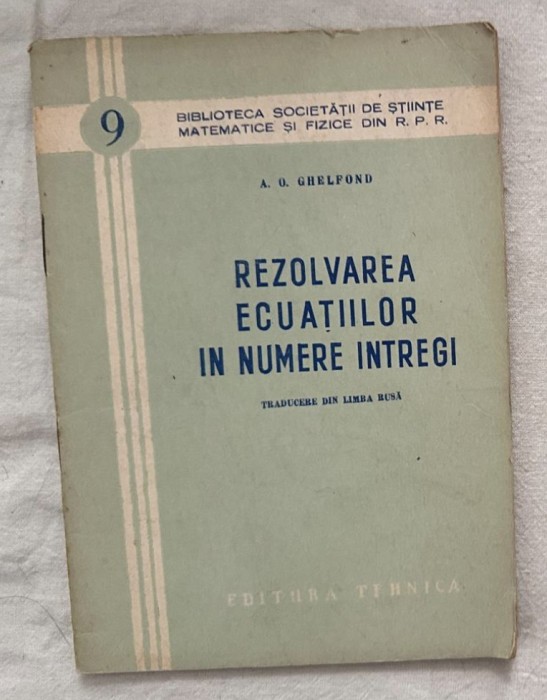 9
BIBLIOTECA SOCIETĂȚII DE ȘTIINȚE
MATEMATICE ȘI FIZICE DIN R. P. R.
A. O. GHELFOND
REZOLVAREA
ECUAȚIILOR
IN NUMERE INTREGI
TRADUCERE DIN LIMBA RUSĂ
EDITURA TEHNICĂ